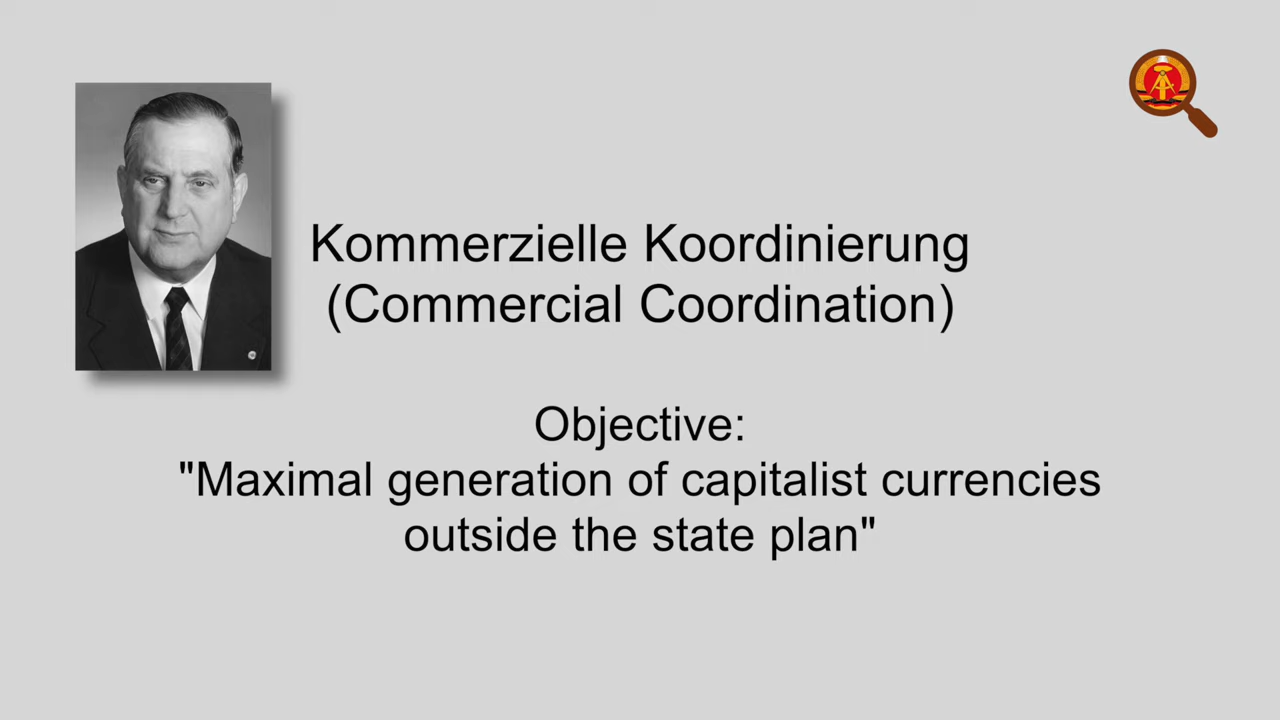 Kommerzielle Koordinierung
(Commercial Coordination)
Objective:
"Maximal generation of capitalist currencies
outside the state plan"